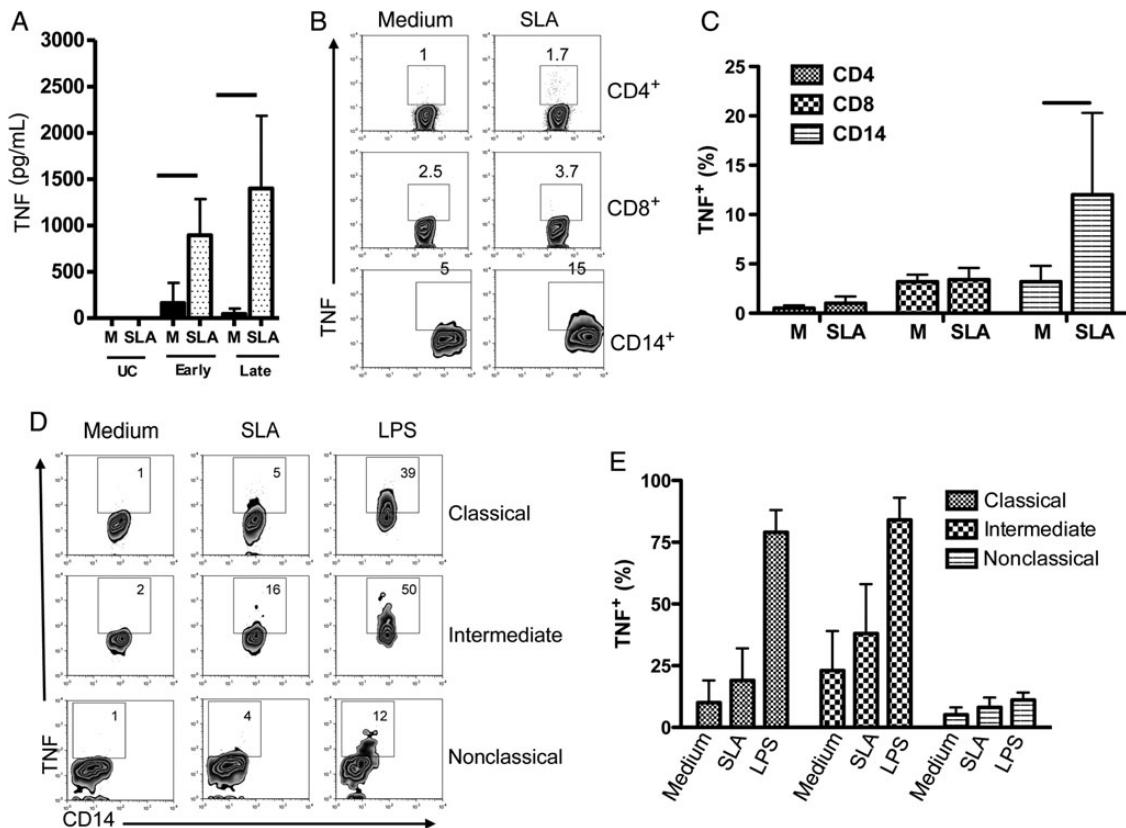 A
3000
2500
2000
1500
1000
500
0
TNF (pg/mL)
M SLA M SLA M SLA
UC Early Late
B
Medium SLA
1 1.7
CD4+
2.5 3.7
CD8+
5 15
CD14+
TNF
C
25
20
15
10
5
0
TNF+ (%)
CD4
CD8
CD14
M SLA M SLA M SLA
D
Medium SLA LPS
1 5 39
Classical
2 16 50
Intermediate
1 4 12
Nonclassical
TNF
CD14
E
100
75
50
25
0
TNF+ (%)
Classical
Intermediate
Nonclassical
Medium SLA LPS Medium SLA LPS Medium SLA LPS